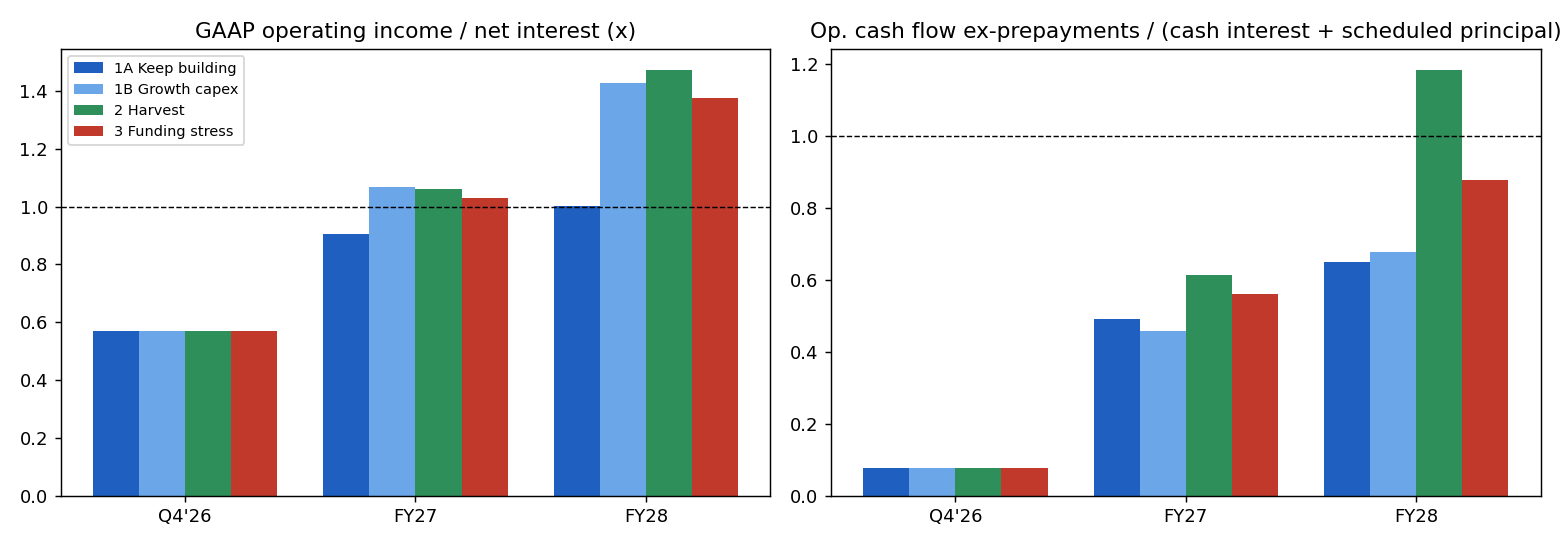 GAAP operating income / net interest (x)
1A Keep building
1B Growth capex
2 Harvest
3 Funding stress
1.4
1.2
1.0
0.8
0.6
0.4
0.2
0.0
Q4'26
FY27
FY28
Op. cash flow ex-prepayments / (cash interest + scheduled principal)
1.2
1.0
0.8
0.6
0.4
0.2
0.0
Q4'26
FY27
FY28